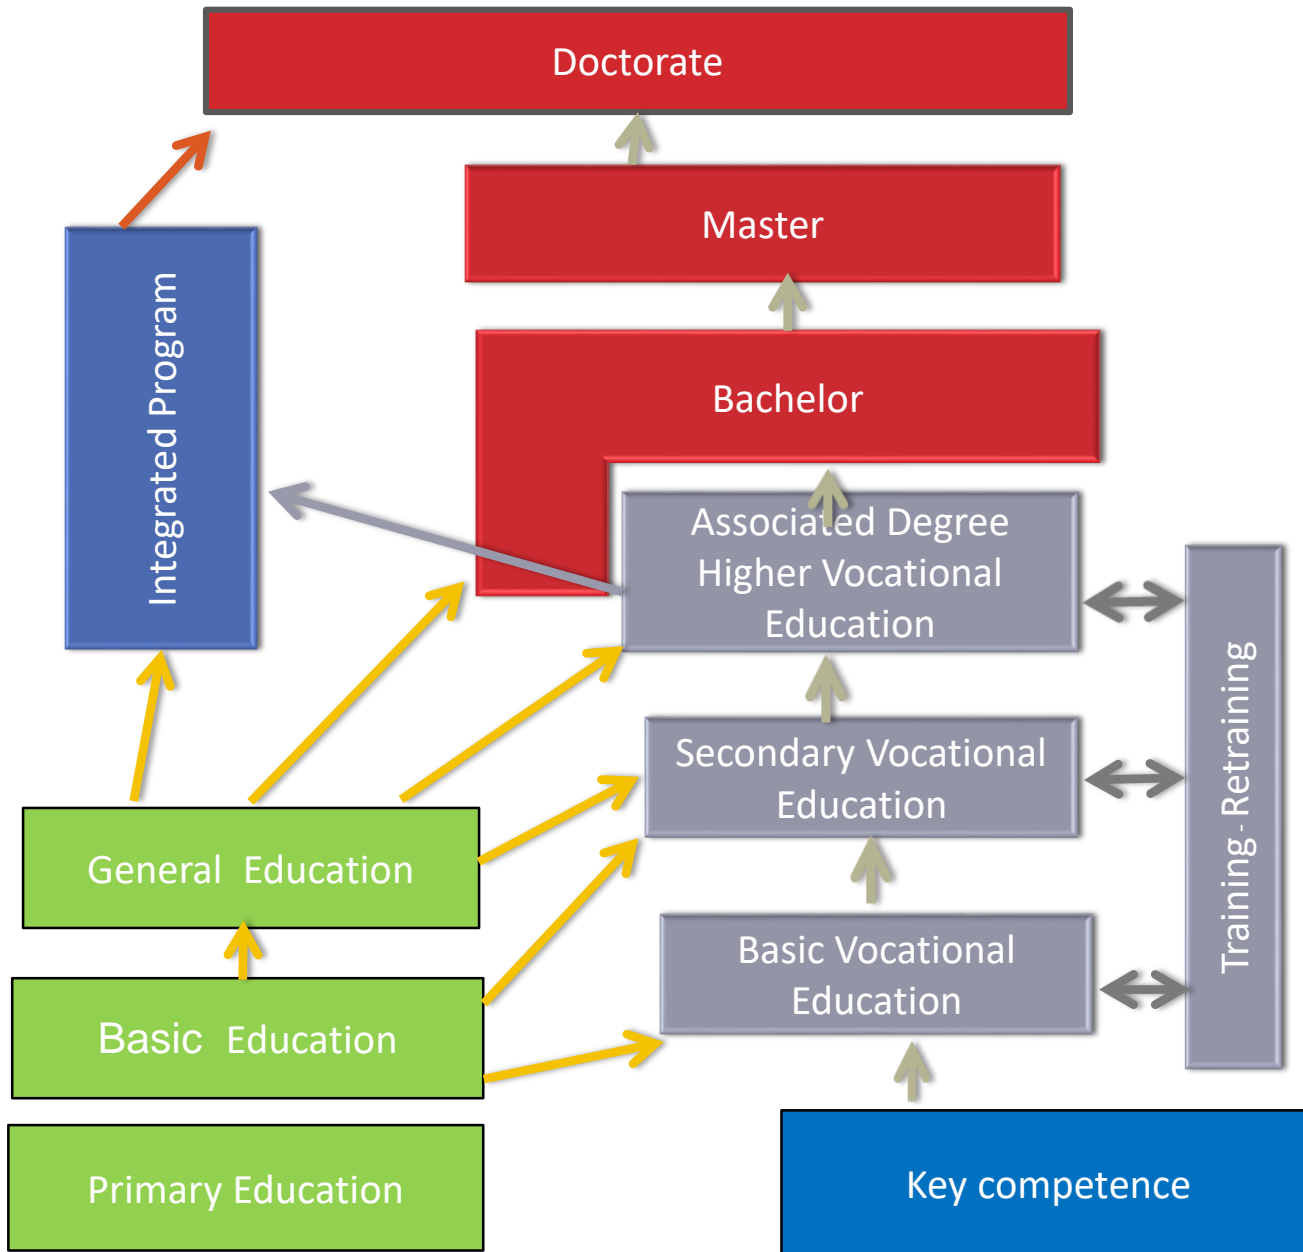 Doctorate
Master
Bachelor
Integrated Program
Associated Degree
Higher Vocational
Education
Secondary Vocational
Education
Training - Retraining
General Education
Basic Vocational
Education
Basic Education
Primary Education
Key competence